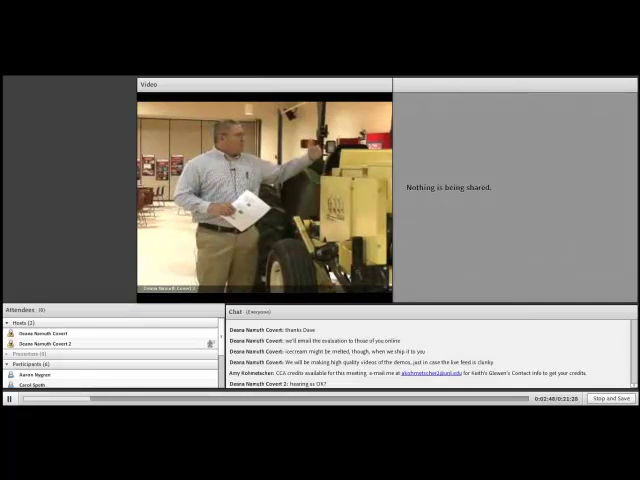 Video
Nothing is being shared.
Deana Namuth Covert 2
Attendees (9)
Hosts (3)
Deana Namuth Covert
Deana Namuth Covert 2
Presenters (0)
Participants (6)
Aaron Nygren
Carol Speth
Chat (Everyone)
Deana Namuth Covert: thanks Dave
Deana Namuth Covert: we'll email the evaluation to those of you online
Deana Namuth Covert: icecream might be melted, though, when we ship it to you
Deana Namuth Covert: We will be making high quality videos of the demos, just in case the live feed is clunky
Amy Kohmetscher: CCA credits available for this meeting. e-mail me at akohmetscher2@unl.edu for Keith's Glewen's Contact info to get your credits.
Deana Namuth Covert 2: hearing us OK?
0:02:48/0:21:28
Stop and Save